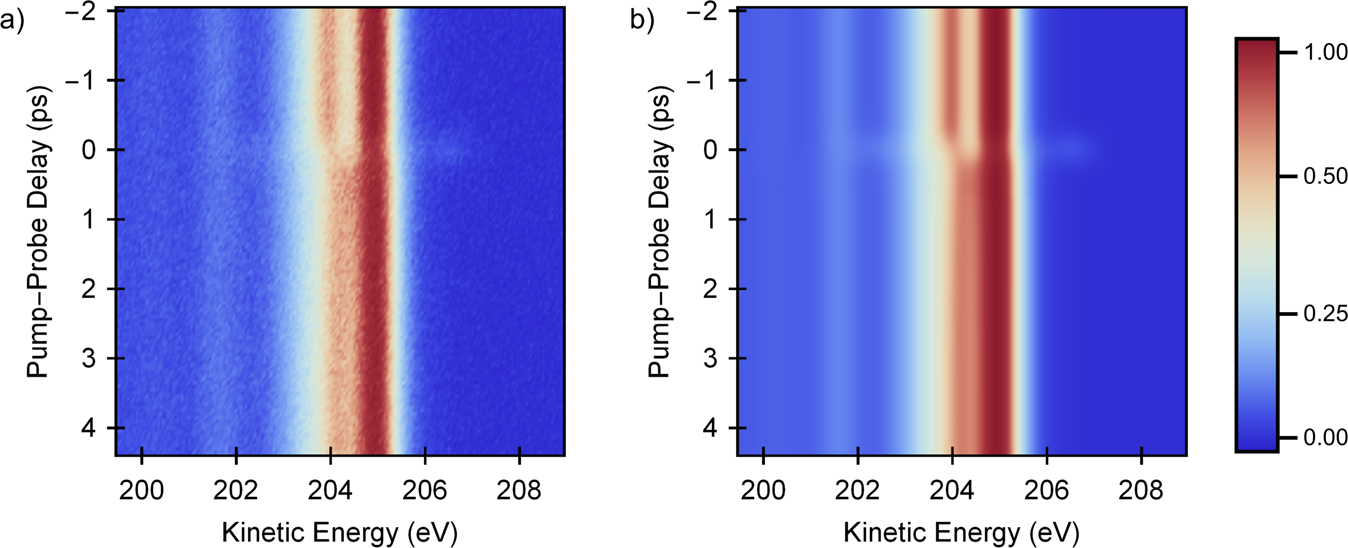 a)
−2
−1
0
1
2
3
4
Pump−Probe Delay (ps)
200 202 204 206 208
Kinetic Energy (eV)
b)
−2
−1
0
1
2
3
4
Pump−Probe Delay (ps)
200 202 204 206 208
Kinetic Energy (eV)
1.00
0.50
0.25
0.00